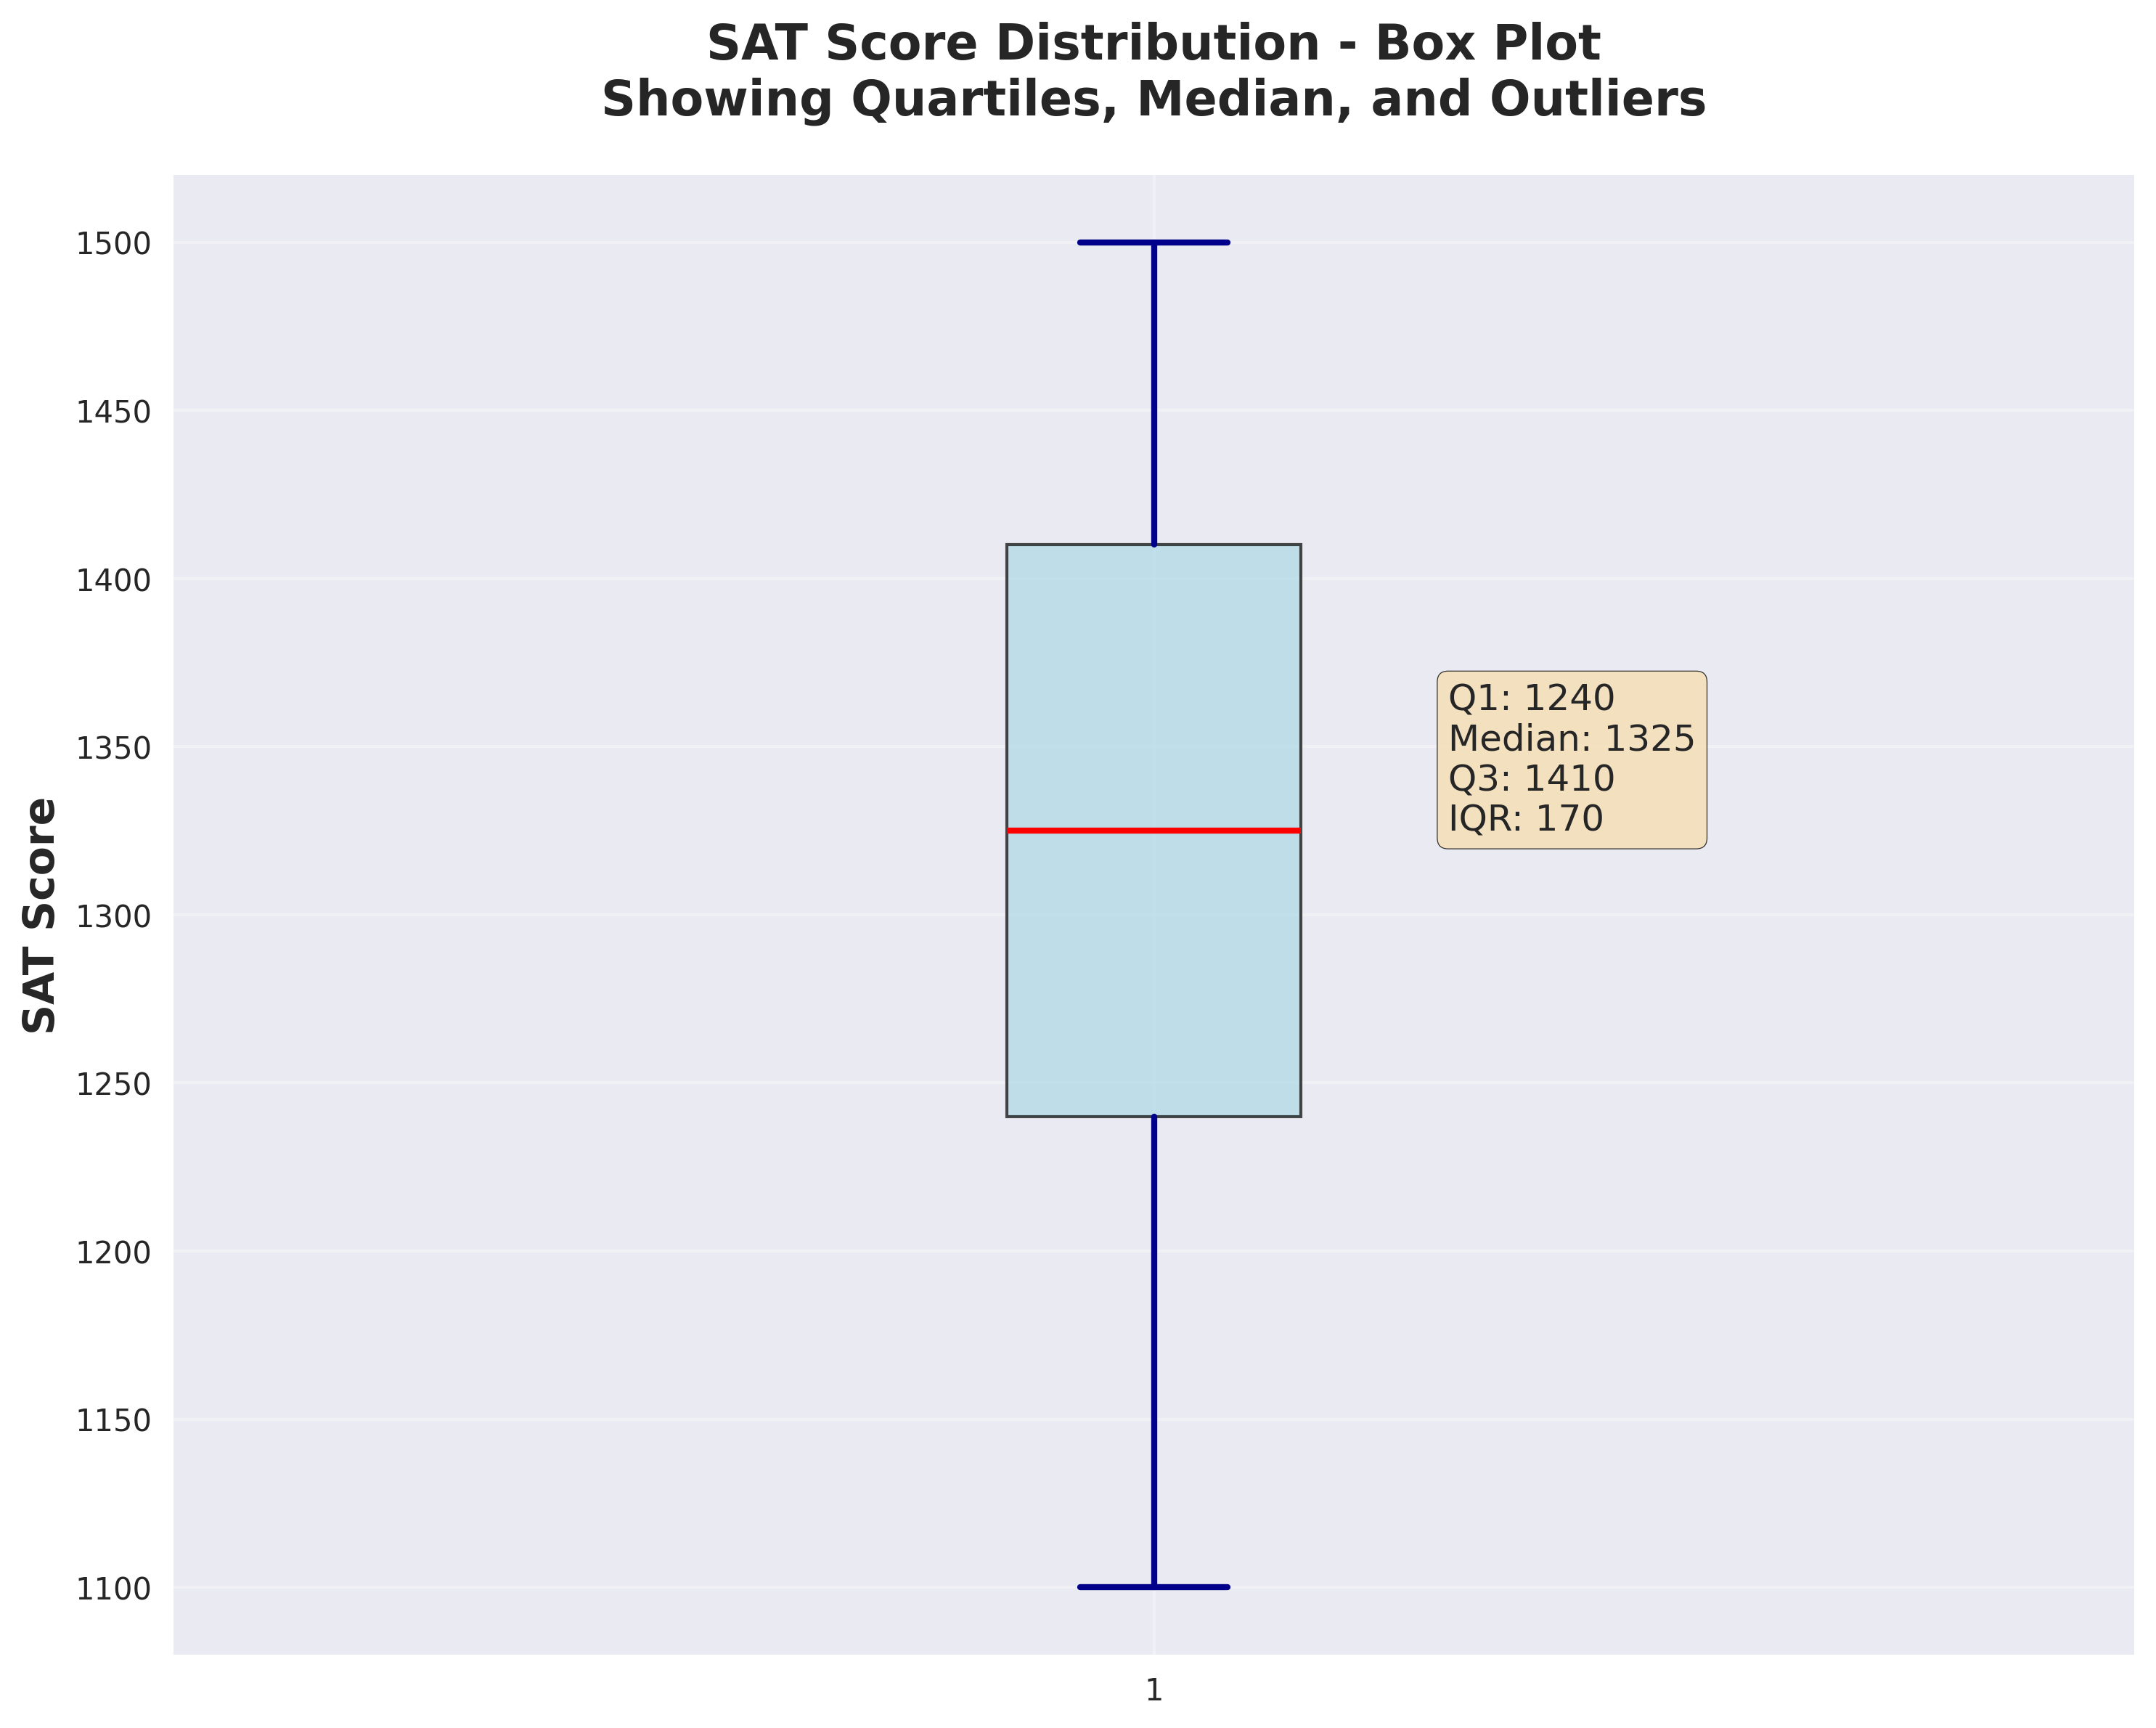 SAT Score Distribution - Box Plot
Showing Quartiles, Median, and Outliers
SAT Score
1500
1450
1400
1350
1300
1250
1200
1150
1100
Q1: 1240
Median: 1325
Q3: 1410
IQR: 170
1